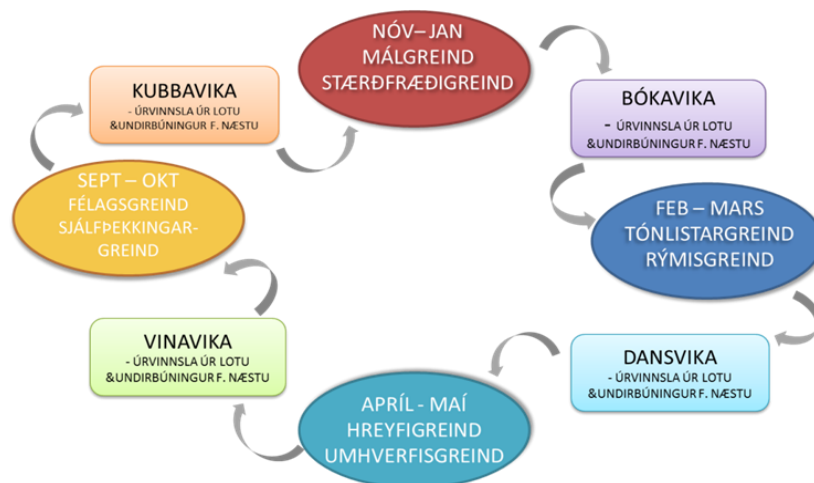 NÓV– JAN
MÁLGREIND
STÆRÐFRÆÐIGREIND
KUBBAVIKA
- ÚRVINNSLA ÚR LOTU
&UNDIRBÚNINGUR F. NÆSTU
BÓKAVIKA
- ÚRVINNSLA ÚR LOTU
&UNDIRBÚNINGUR F. NÆSTU
SEPT – OKT
FÉLAGSGREIND
SJÁLFÞEKKINGAR-
GREIND
FEB – MARS
TÓNLISTARGREIND
RÝMISGREIND
VINAVIKA
- ÚRVINNSLA ÚR LOTU
&UNDIRBÚNINGUR F. NÆSTU
DANSVIKA
- ÚRVINNSLA ÚR LOTU
&UNDIRBÚNINGUR F. NÆSTU
APRÍL - MAÍ
HREYFIGREIND
UMHVERFISGREIND